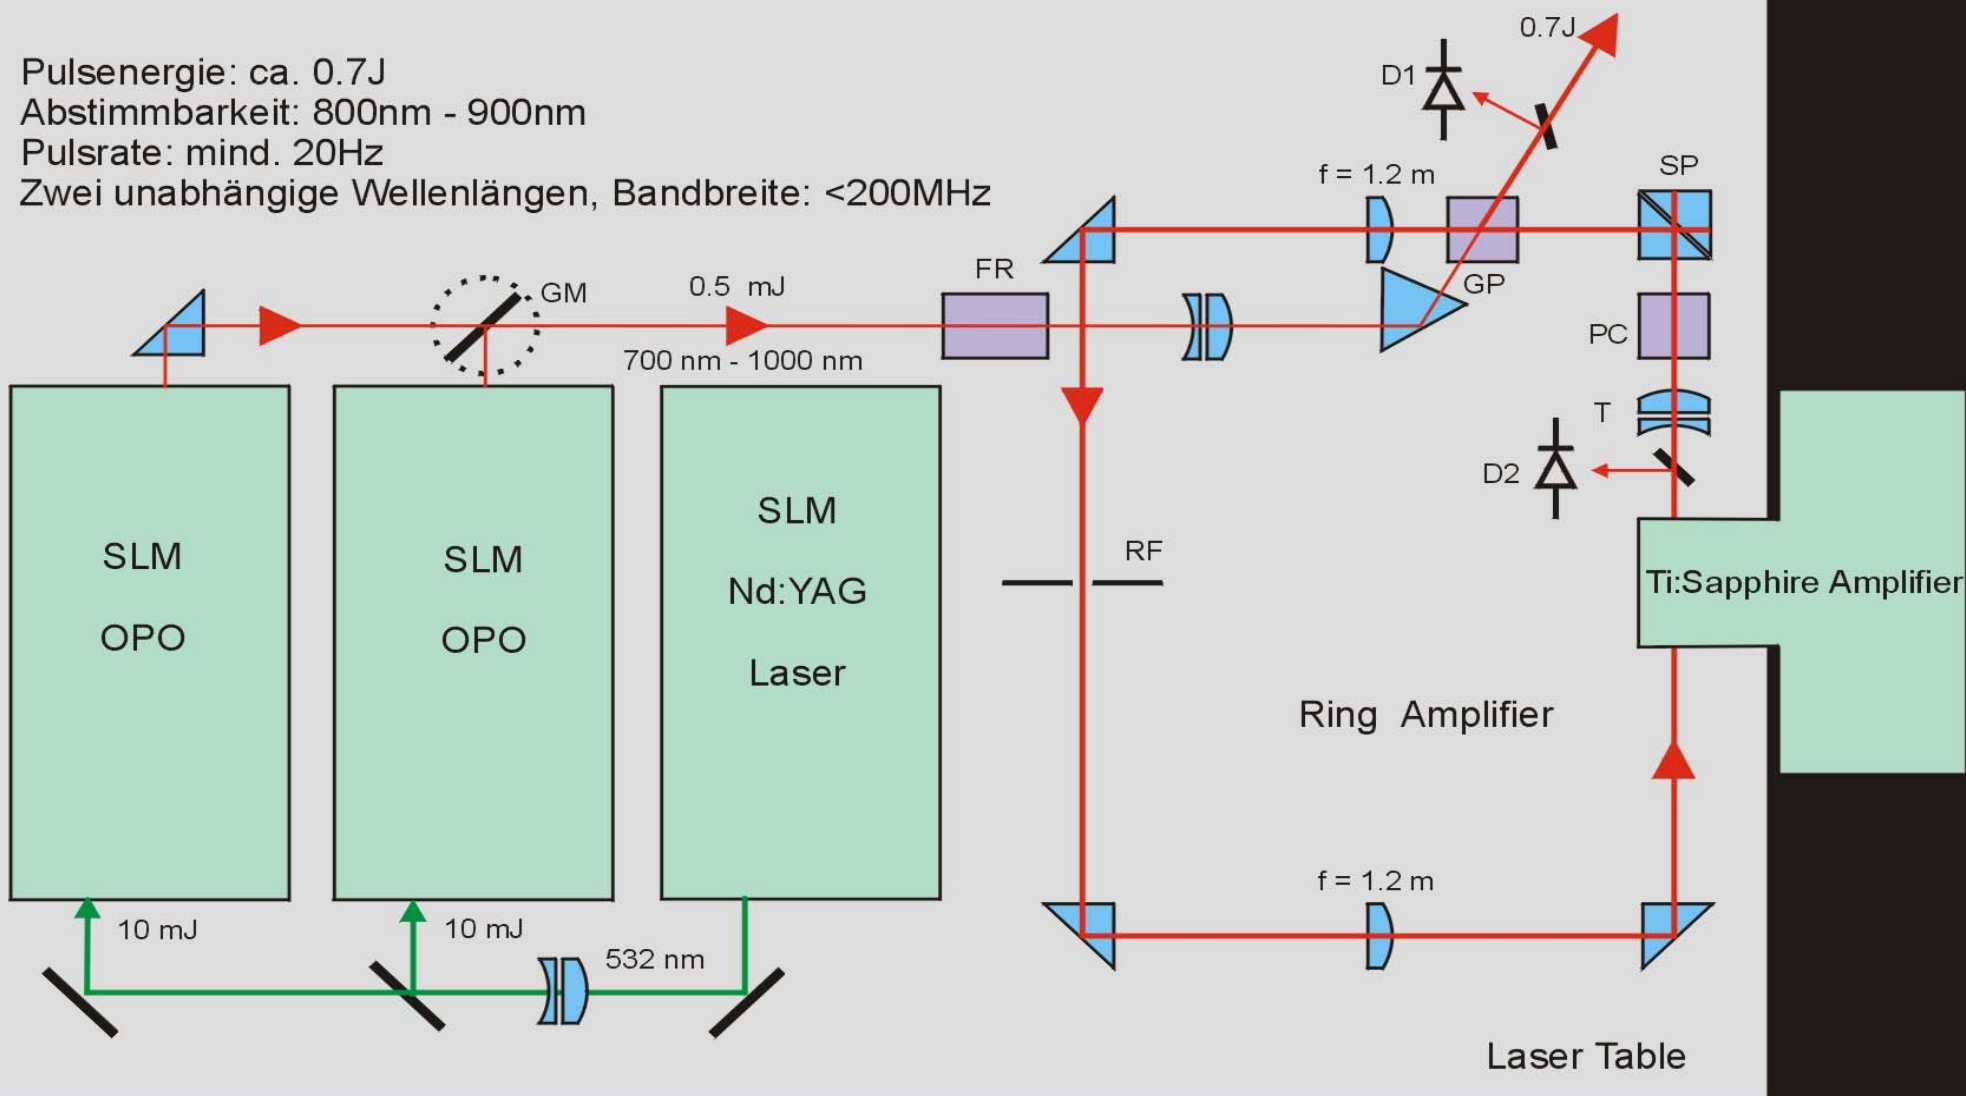 Pulsenergie: ca. 0.7J
Abstimmbarkeit: 800nm - 900nm
Pulsrate: mind. 20Hz
Zwei unabhängige Wellenlängen, Bandbreite: <200MHz
0.7J
D1
f = 1.2 m
SP
GM
0.5 mJ
FR
GP
700 nm - 1000 nm
PC
T
D2
SLM
OPO
SLM
OPO
SLM
Nd:YAG
Laser
RF
Ti:Sapphire Amplifier
Ring Amplifier
f = 1.2 m
10 mJ
10 mJ
532 nm
Laser Table